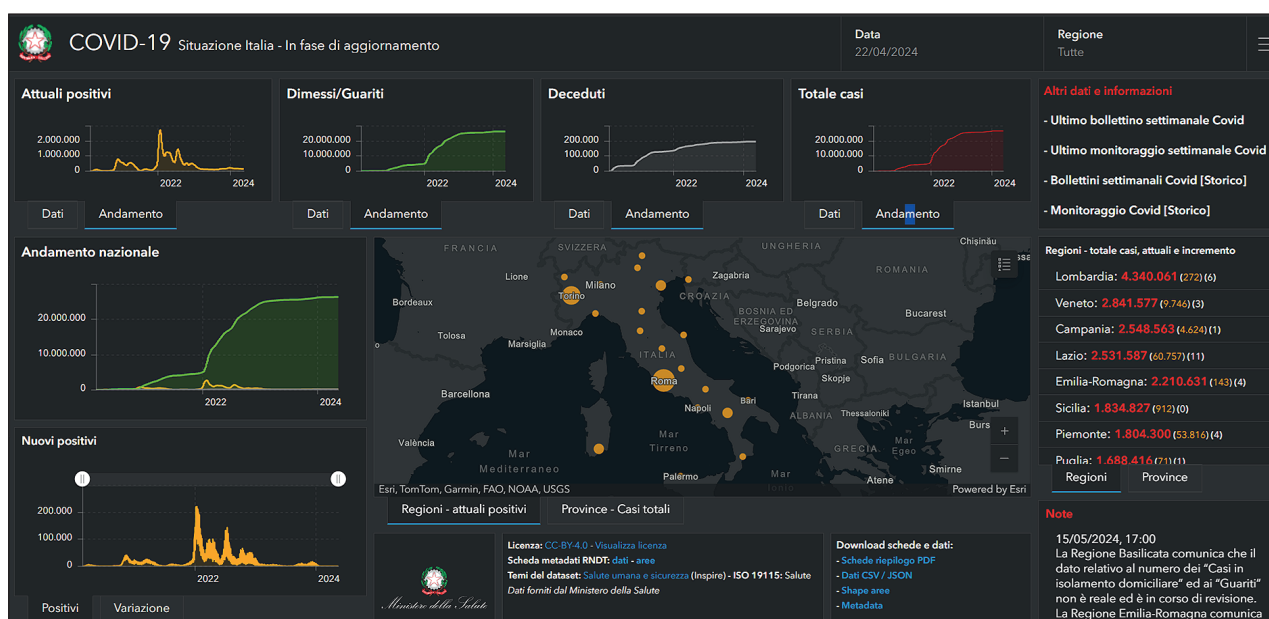 COVID-19 Situazione Italia - In fase di aggiornamento
Data
22/04/2024
Regione
Tutte
Attuali positivi
2.000.000
1.000.000
0
2022
2024
Dati
Andamento
Dimessi/Guariti
20.000.000
10.000.000
0
2022
2024
Dati
Andamento
Deceduti
200.000
100.000
0
2022
2024
Dati
Andamento
Totale casi
20.000.000
10.000.000
0
2022
2024
Dati
Andamento
Altri dati e informazioni
- Ultimo bollettino settimanale Covid
- Ultimo monitoraggio settimanale Covid
- Bollettini settimanali Covid [Storico]
- Monitoraggio Covid [Storico]
Andamento nazionale
20.000.000
10.000.000
0
2022
2024
Nuovi positivi
200.000
100.000
0
2022
2024
Positivi
Variazione
FRANCIA
SVIZZERA
UNGHERIA
Chișinău
Lione
Milano
Zagabria
ROMANIA
Torino
CROAZIA
Bordeaux
Belgrado
BOSNIA ED
ERZEGOVINA
Bucarest
Sarajevo
SERBIA
Tolosa
Monaco
Marsiglia
ITALIA
Pristina
Sofia
BULGARIA
Podgorica
Skopje
Roma
Barcellona
Tirana
Napoli
Bari
Istanbul
ALBANIA
Thessaloniki
Burs
València
Mar
Tirreno
GRECIA
Mar
Egeo
Mar
Mediterraneo
Smirne
Palermo
Mar
Ionio
Atene
Esri, TomTom, Garmin, FAO, NOAA, USGS
Powered by Esri
Regioni - attuali positivi
Province - Casi totali
Ministero della Salute
Licenza: CC-BY-4.0 - Visualizza licenza
Scheda metadati RNDT: dati - aree
Temi del dataset: Salute umana e sicurezza (Inspire) - ISO 19115: Salute
Dati forniti dal Ministero della Salute
Download schede e dati:
- Schede riepilogo PDF
- Dati CSV / JSON
- Shape aree
- Metadata
Regioni - totale casi, attuali e incremento
Lombardia: 4.340.061 (272) (6)
Veneto: 2.841.577 (9.746) (3)
Campania: 2.548.563 (4.624) (1)
Lazio: 2.531.587 (60.757) (11)
Emilia-Romagna: 2.210.631 (143) (4)
Sicilia: 1.834.827 (912) (0)
Piemonte: 1.804.300 (53.816) (4)
Puglia: 1.688.416 (71) (1)
Regioni
Province
Note
15/05/2024, 17:00
La Regione Basilicata comunica che il
dato relativo al numero dei "Casi in
isolamento domiciliare" ed ai "Guariti"
non è reale ed è in corso di revisione.
La Regione Emilia-Romagna comunica